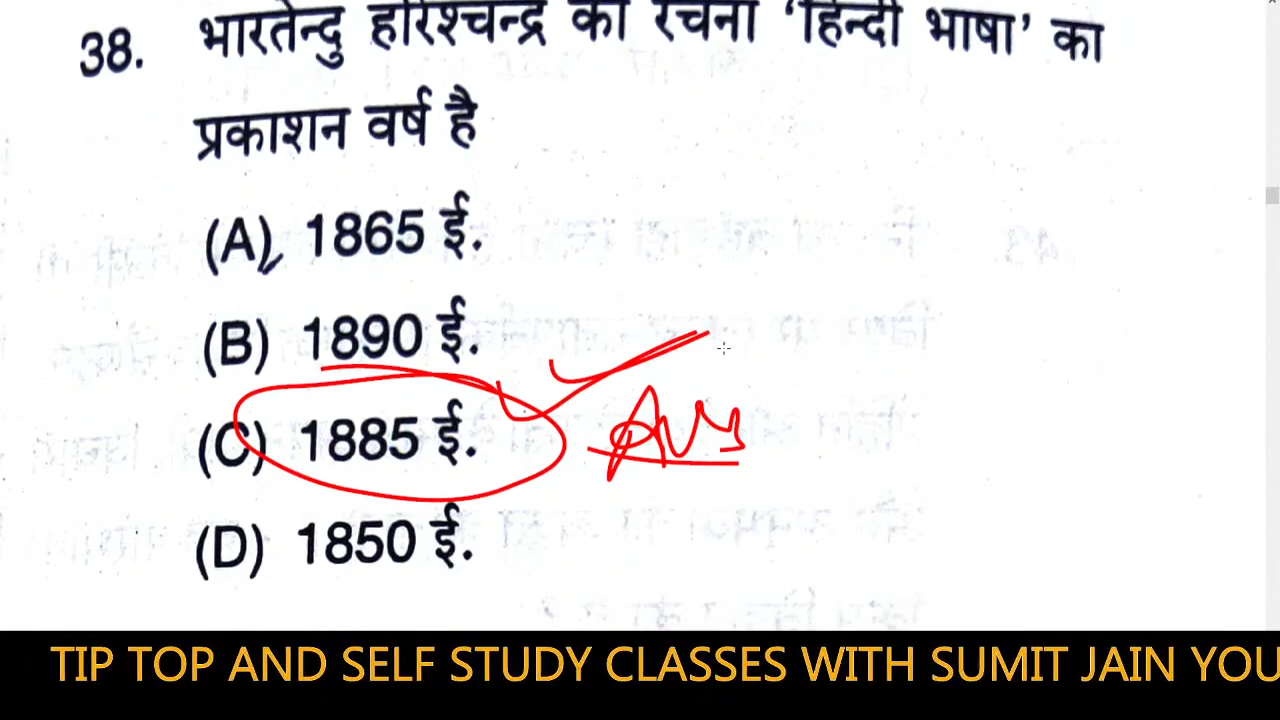 38. भारतेन्दु हरिश्चन्द्र की रचना 'हिन्दी भाषा' का
प्रकाशन वर्ष है
(A) 1865 ई.
(B) 1890 ई.
(C) 1885 ई.
Ans
(D) 1850 ई.
TIP TOP AND SELF STUDY CLASSES WITH SUMIT JAIN YOU